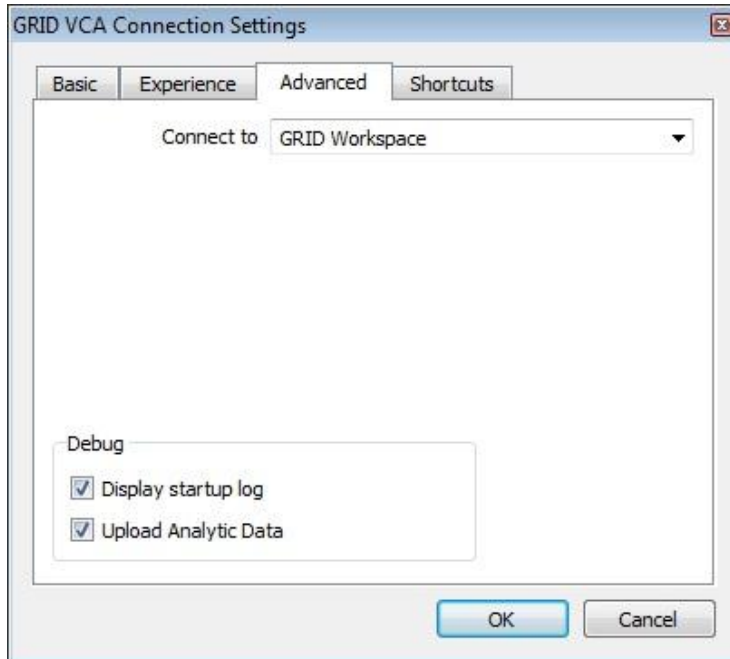 GRID VCA Connection Settings
Basic Experience Advanced Shortcuts
Connect to GRID Workspace
Debug
Display startup log
Upload Analytic Data
OK Cancel